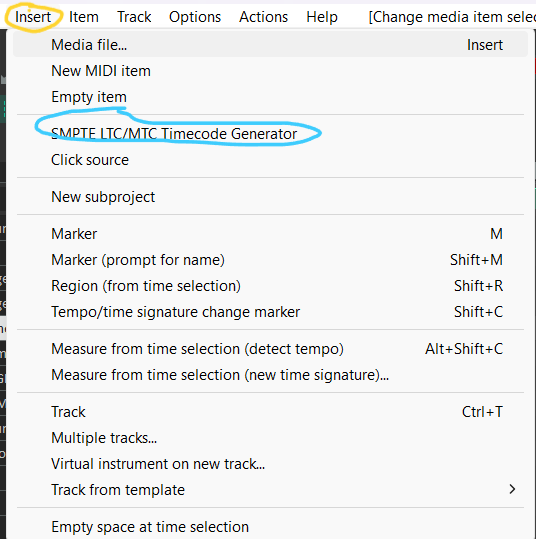 Insert Item Track Options Actions Help [Change media item selec
Media file... Insert
New MIDI item
Empty item
SMPTE LTC/MTC Timecode Generator
Click source
New subproject
Marker M
Marker (prompt for name) Shift+M
Region (from time selection) Shift+R
Tempo/time signature change marker Shift+C
Measure from time selection (detect tempo) Alt+Shift+C
Measure from time selection (new time signature)...
Track Ctrl+T
Multiple tracks...
Virtual instrument on new track...
Track from template
Empty space at time selection